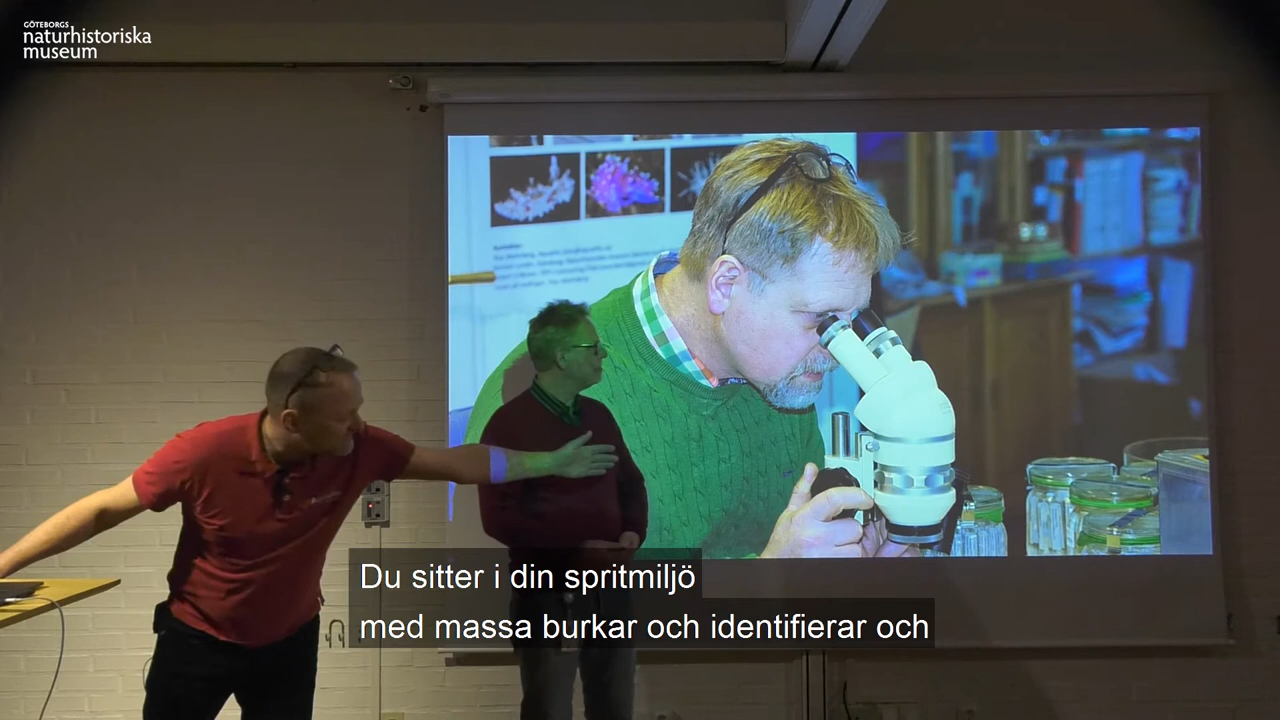 GÖTEBORGS
naturhistoriska
museum
Du sitter i din spritmiljö
med massa burkar och identifierar och